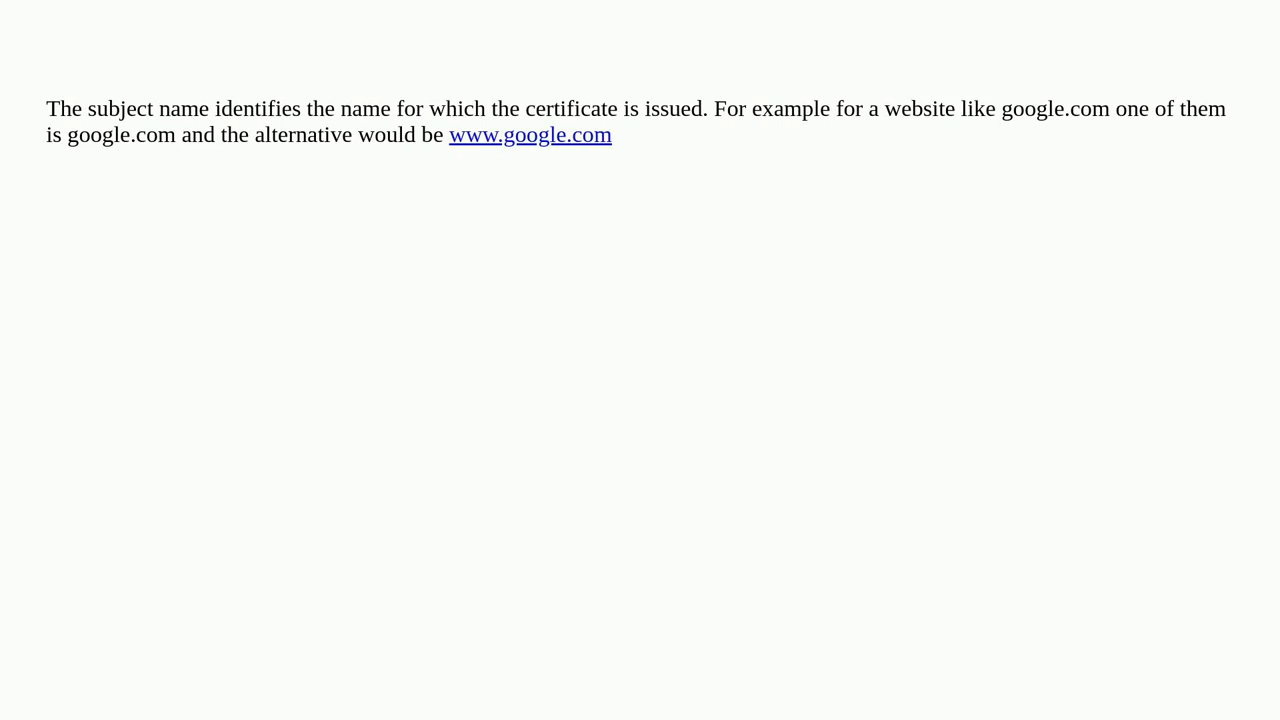 The subject name identifies the name for which the certificate is issued. For example for a website like google.com one of them
is google.com and the alternative would be www.google.com